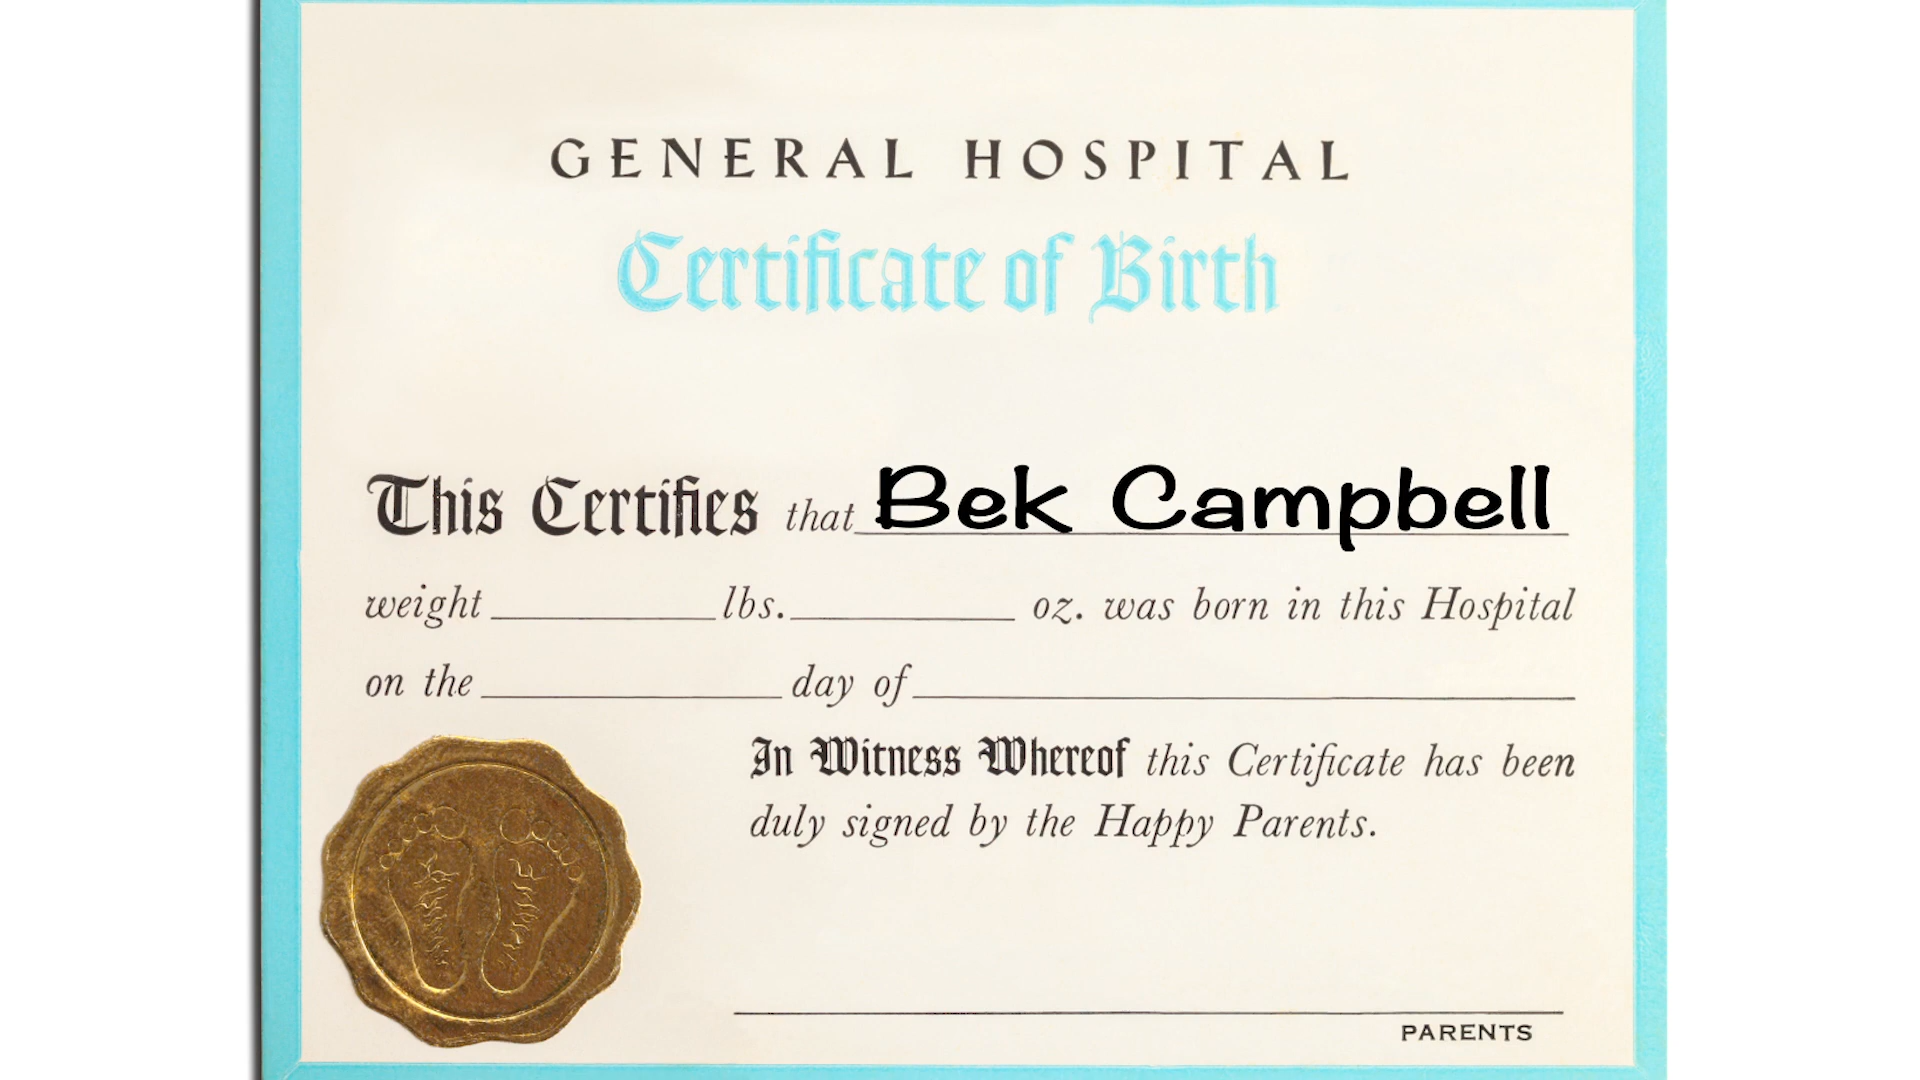 GENERAL HOSPITAL
Certificate of Birth
This Certifies that Bek Campbell
weight lbs. oz. was born in this Hospital
on the day of
In Witness Whereof this Certificate has been
duly signed by the Happy Parents.
PARENTS